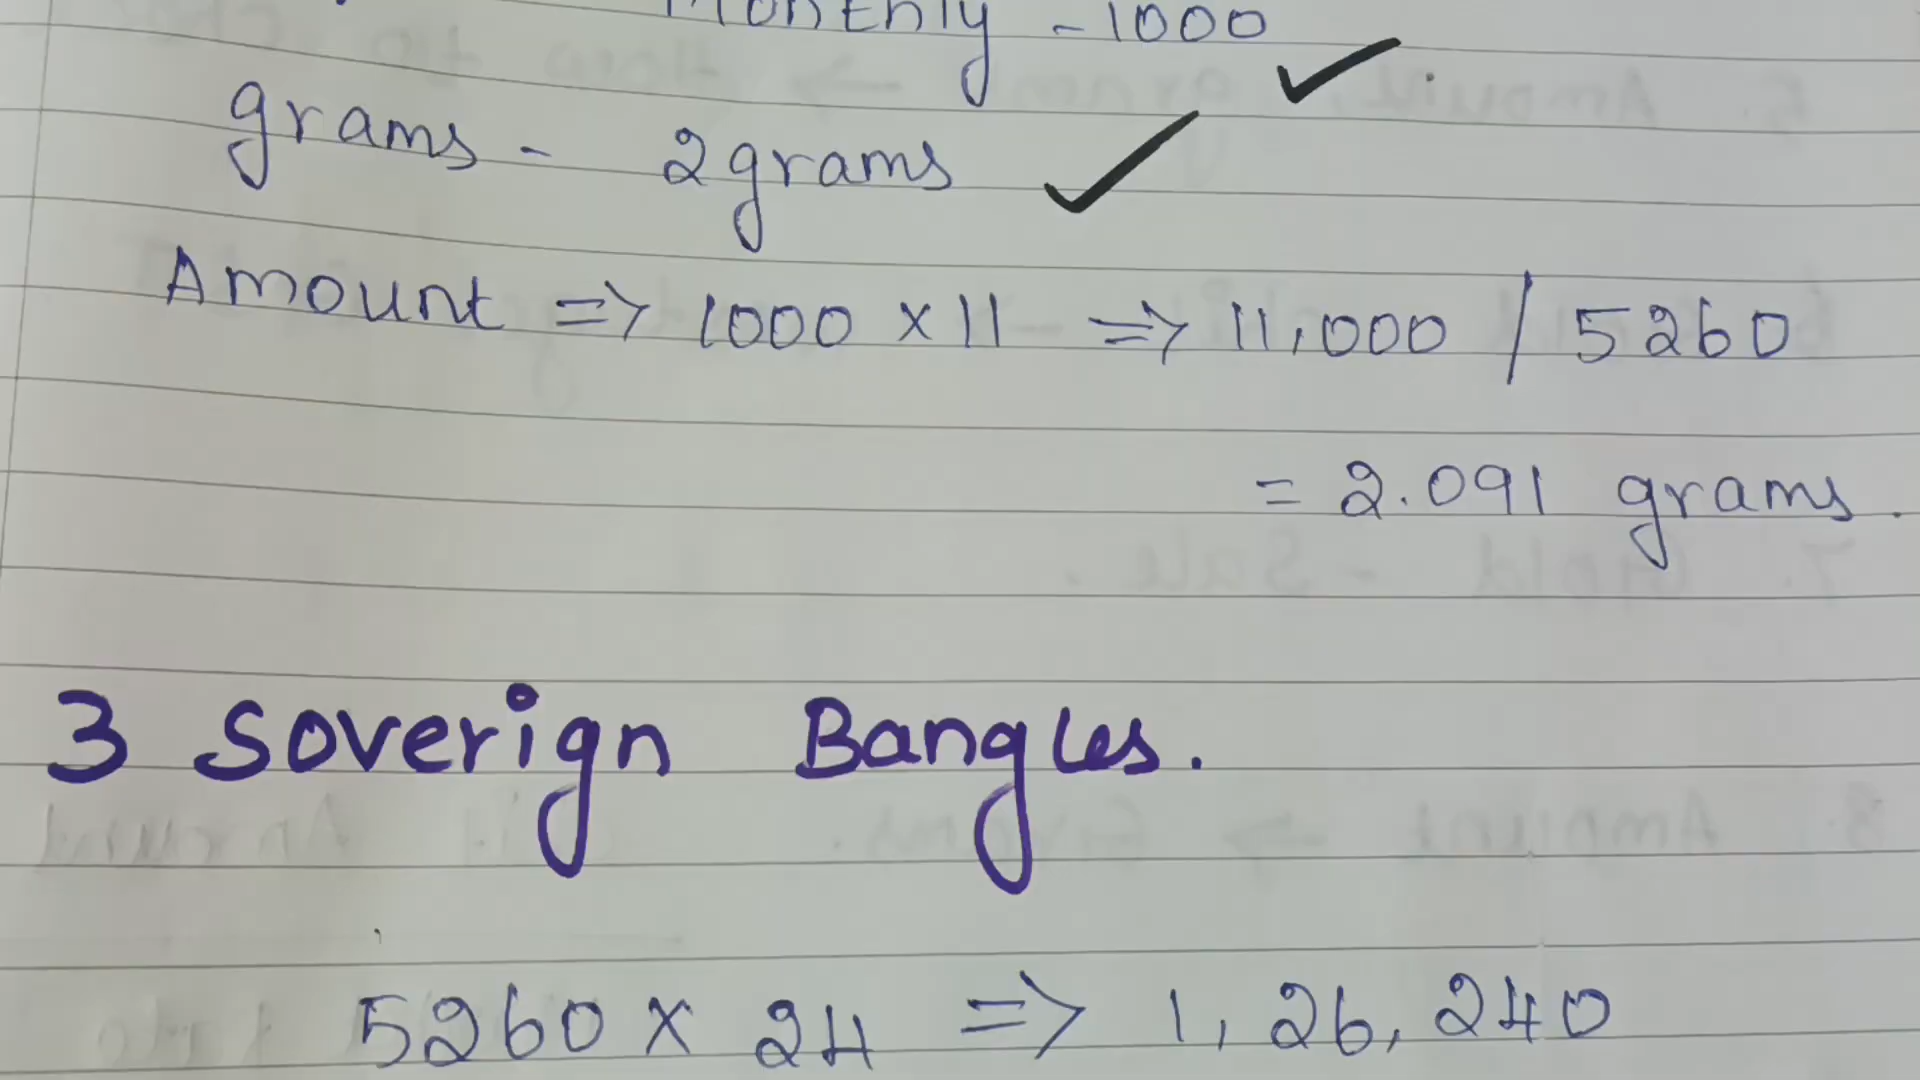 Monthly - 1000
grams - 2grams
Amount => 1000 x 11 => 11,000 / 5260
= 2.091 grams.
3 Soverign Bangles.
5260 x 24 => 1,26,240